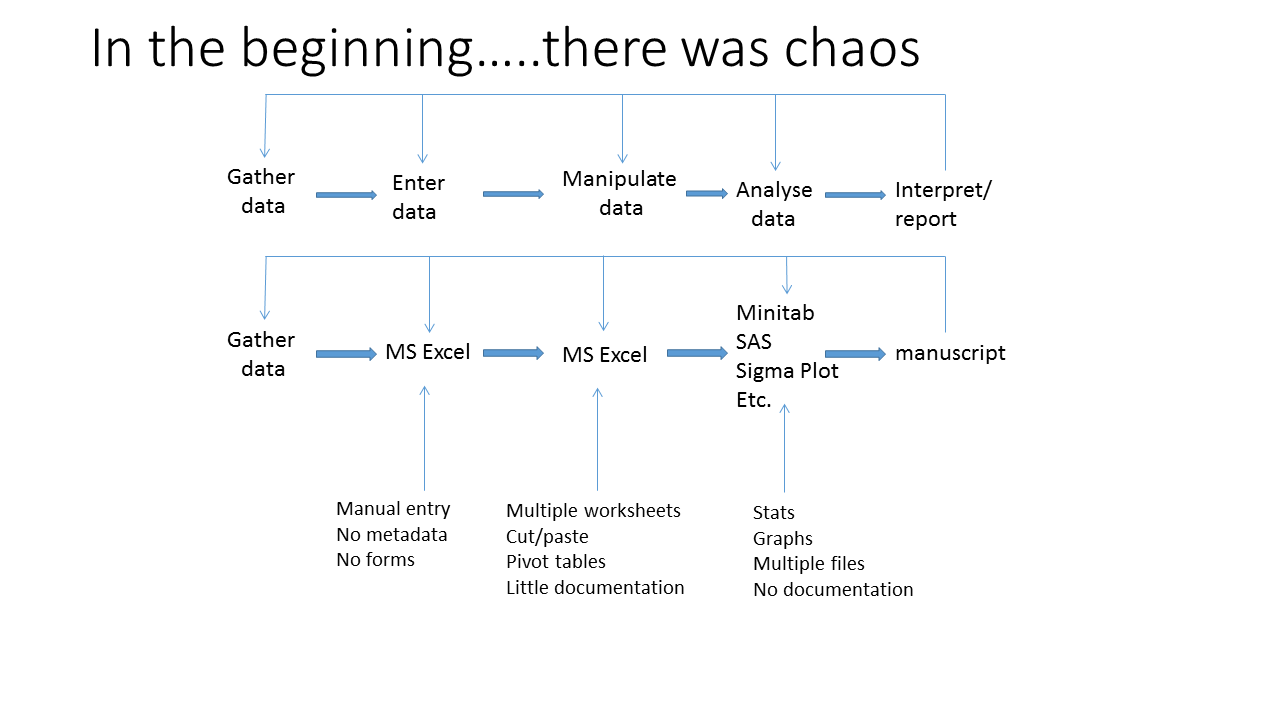 In the beginning.....there was chaos
Gather
data
Enter
data
Manipulate
data
Analyse
data
Interpret/
report
Gather
data
MS Excel
MS Excel
Minitab
SAS
Sigma Plot
Etc.
manuscript
Manual entry
No metadata
No forms
Multiple worksheets
Cut/paste
Pivot tables
Little documentation
Stats
Graphs
Multiple files
No documentation